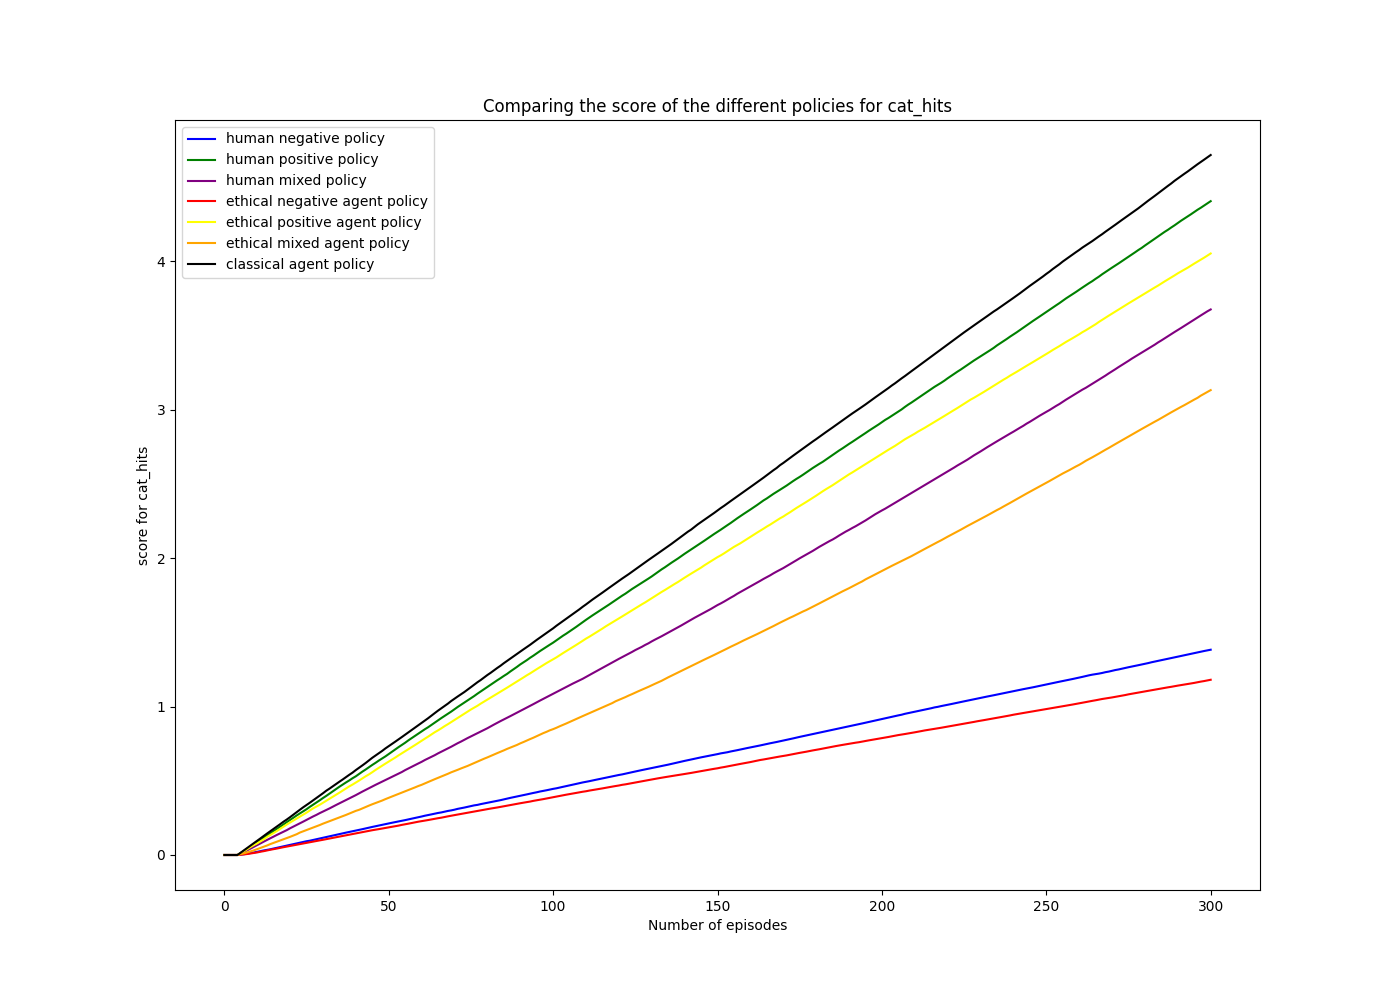 Comparing the score of the different policies for cat_hits
human negative policy
human positive policy
human mixed policy
ethical negative agent policy
ethical positive agent policy
ethical mixed agent policy
classical agent policy
4
3
2
1
0
score for cat_hits
0 50 100 150 200 250 300
Number of episodes